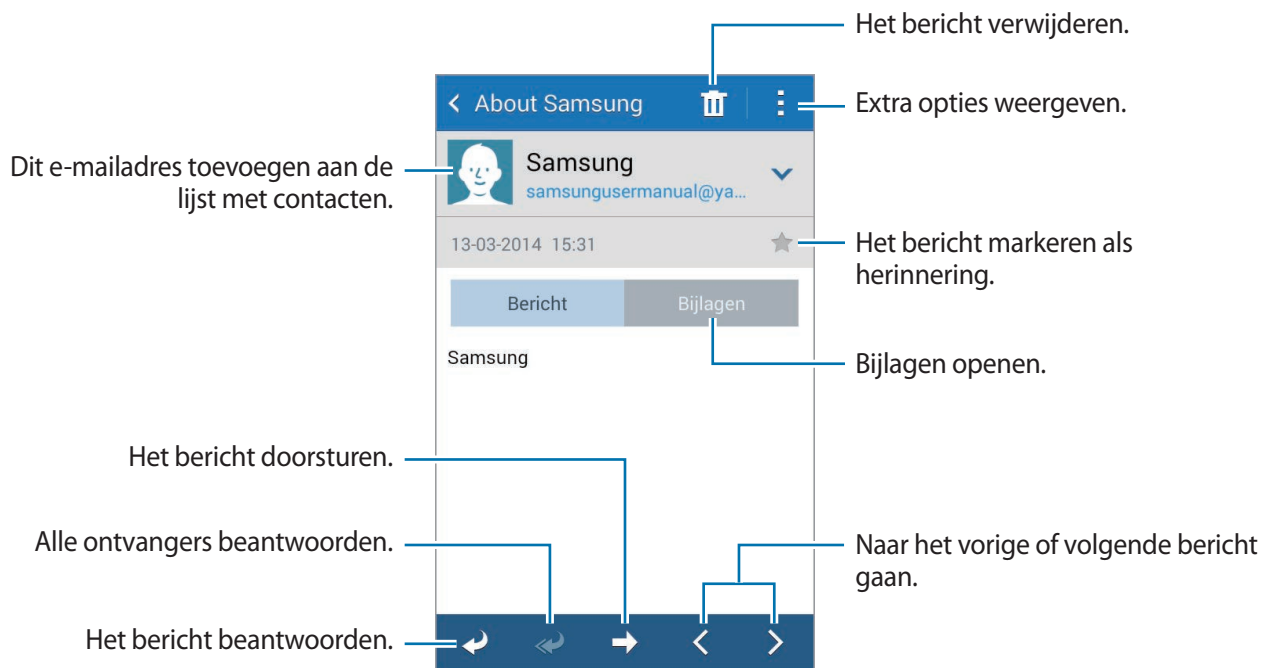 Het bericht verwijderen.
About Samsung
Extra opties weergeven.
Dit e-mailadres toevoegen aan de
lijst met contacten.
Samsung
samsungusermanual@ya...
13-03-2014 15:31
Het bericht markeren als
herinnering.
Bericht
Bijlagen
Samsung
Bijlagen openen.
Het bericht doorsturen.
Alle ontvangers beantwoorden.
Naar het vorige of volgende bericht
gaan.
Het bericht beantwoorden.